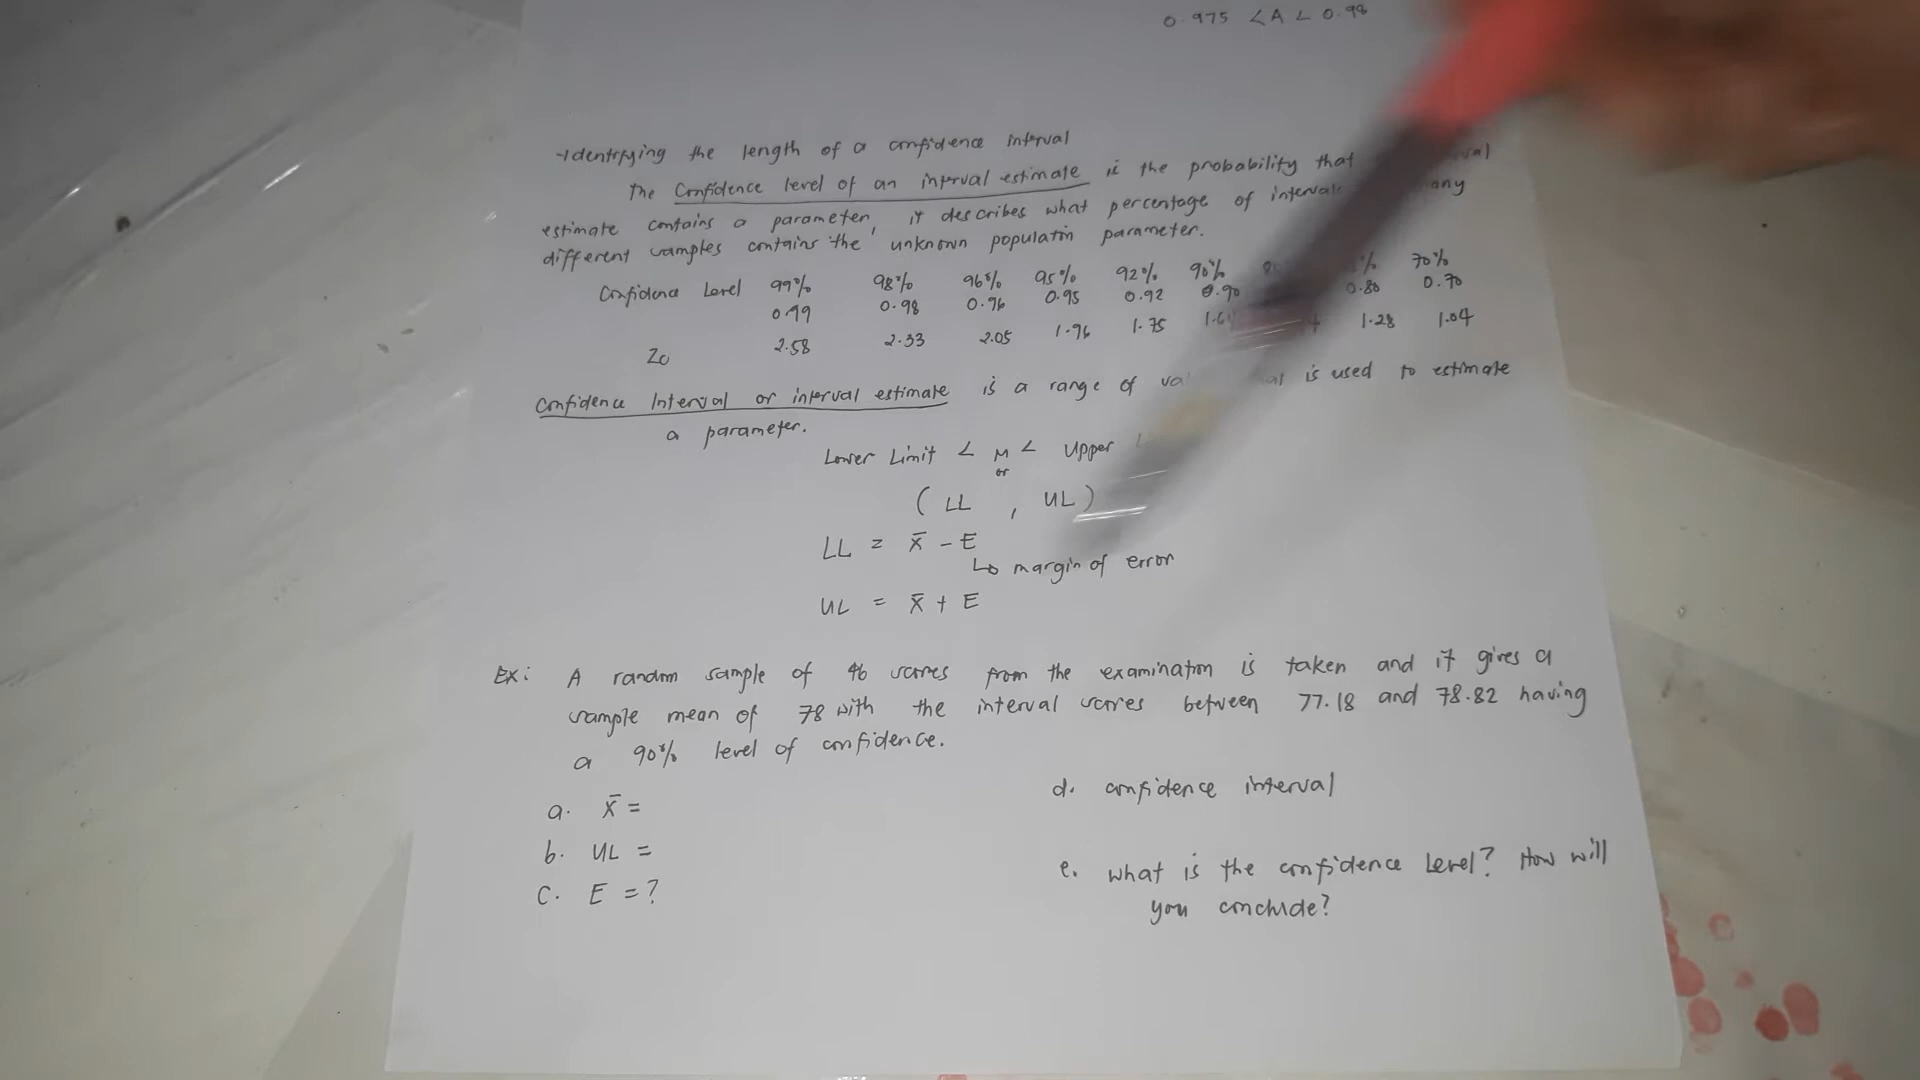 0.975 < A < 0.98
Identifying the length of a confidence interval
The Confidence level of an interval estimate is the probability that
estimate contains a parameter, it describes what percentage of intervals many
different samples contains the unknown population parameter.
Confidence Level 99% 98% 96% 95% 92% 90% 70%
0.99 0.98 0.96 0.95 0.92 0.90 0.80 0.70
Zc 2.58 2.33 2.05 1.96 1.75 1.28 1.04
Confidence Interval or interval estimate is a range of is used to estimate
a parameter.
Lower Limit < M < Upper
or
( LL , UL )
LL = x̄ - E
↳ margin of error
UL = x̄ + E
Ex: A random sample of 46 scores from the examination is taken and it gives a
sample mean of 78 with the interval scores between 77.18 and 78.82 having
a 90% level of confidence.
a. x̄ =
b. UL =
c. E = ?
d. confidence interval
e. what is the confidence Level? How will
you conclude?